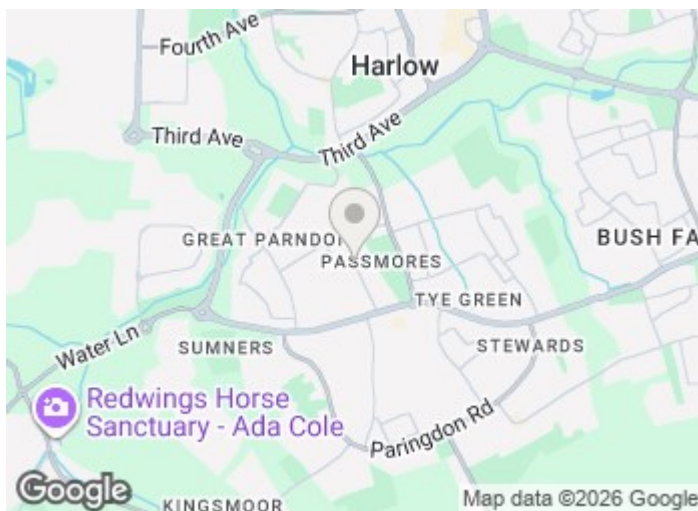 Fourth Ave
Harlow
Third Ave
Third Ave
GREAT PARNDO
BUSH FA
PASSMORES
TYE GREEN
Water Ln
SUMNERS
STEWARDS
Redwings Horse
Sanctuary - Ada Cole
Paringdon Rd
Google
KINGSMOOR
Map data ©2026 Google